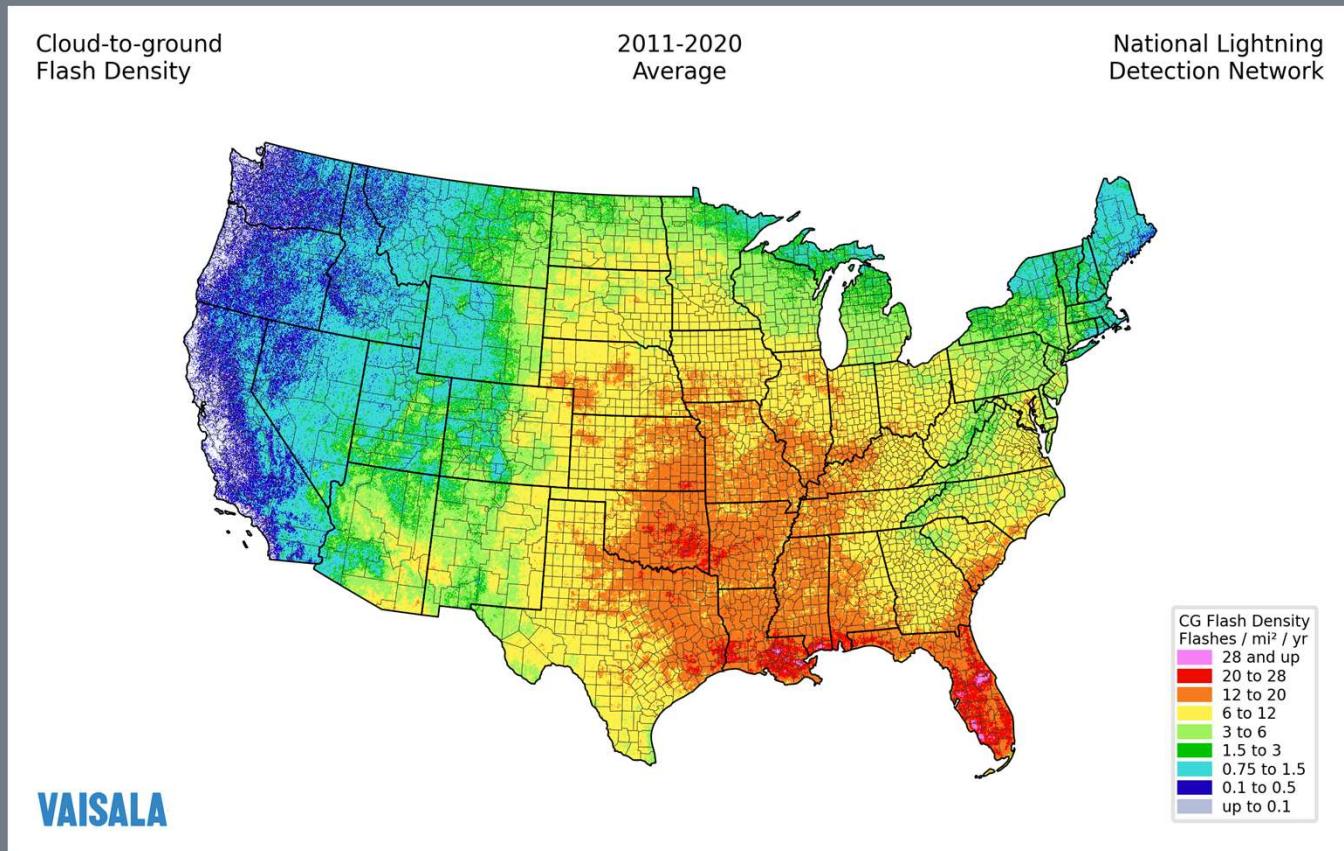 Cloud-to-ground
Flash Density
2011-2020
Average
National Lightning
Detection Network
CG Flash Density
Flashes / mi² / yr
28 and up
20 to 28
12 to 20
6 to 12
3 to 6
1.5 to 3
0.75 to 1.5
0.1 to 0.5
up to 0.1
VAISALA